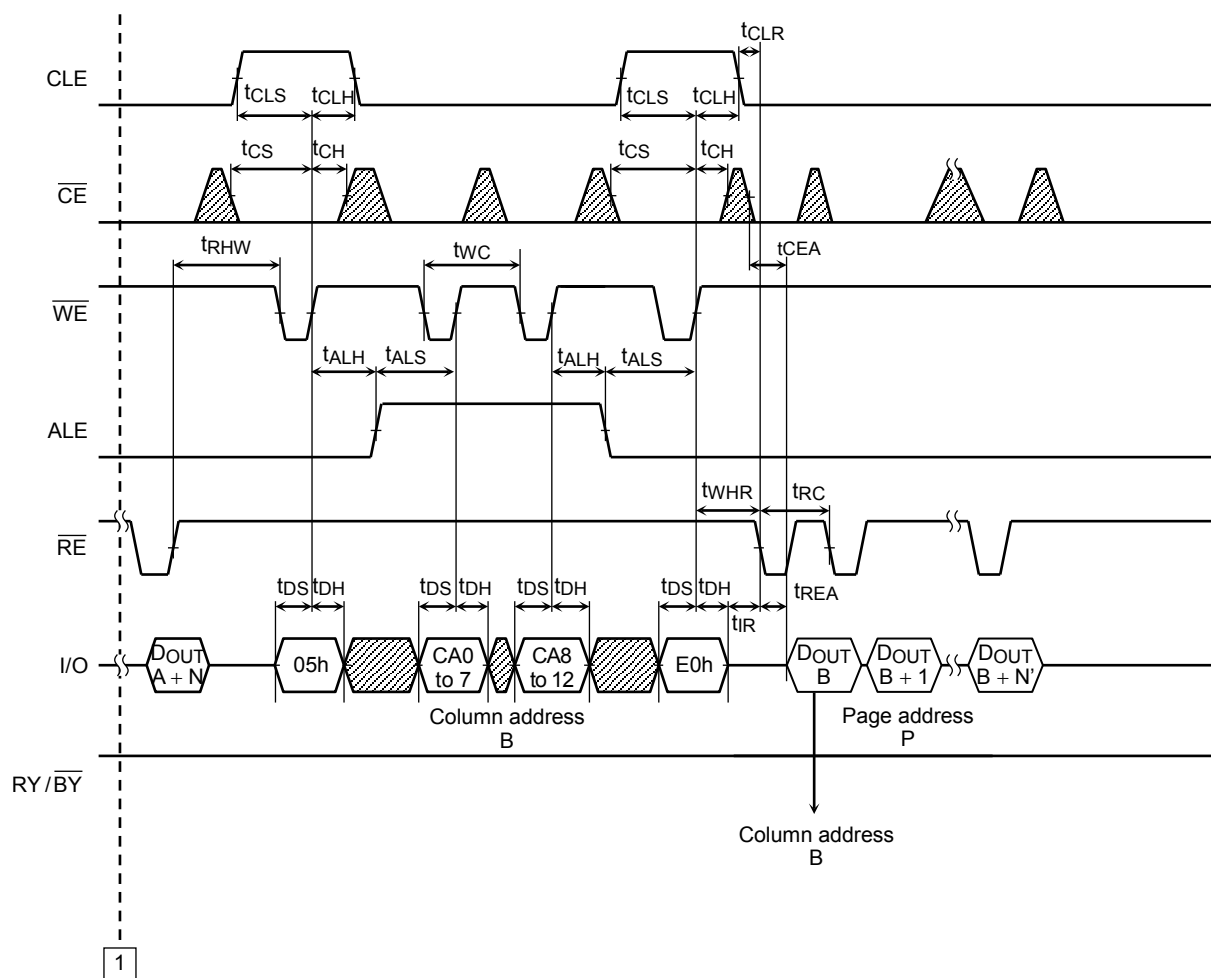 tCLR
CLE
tCLS tCLH tCLS tCLH
tCS tCH tCS tCH
CE
tRHW tWC tCEA
WE
tALH tALS tALH tALS
ALE
tWHR tRC
RE
tDS tDH tDS tDH tDS tDH tDS tDH tREA
tIR
I/O
DOUT
A + N
05h
CA0
to 7
CA8
to 12
E0h
DOUT
B
DOUT
B + 1
DOUT
B + N'
Column address
B
Page address
P
RY/BY
Column address
B
1